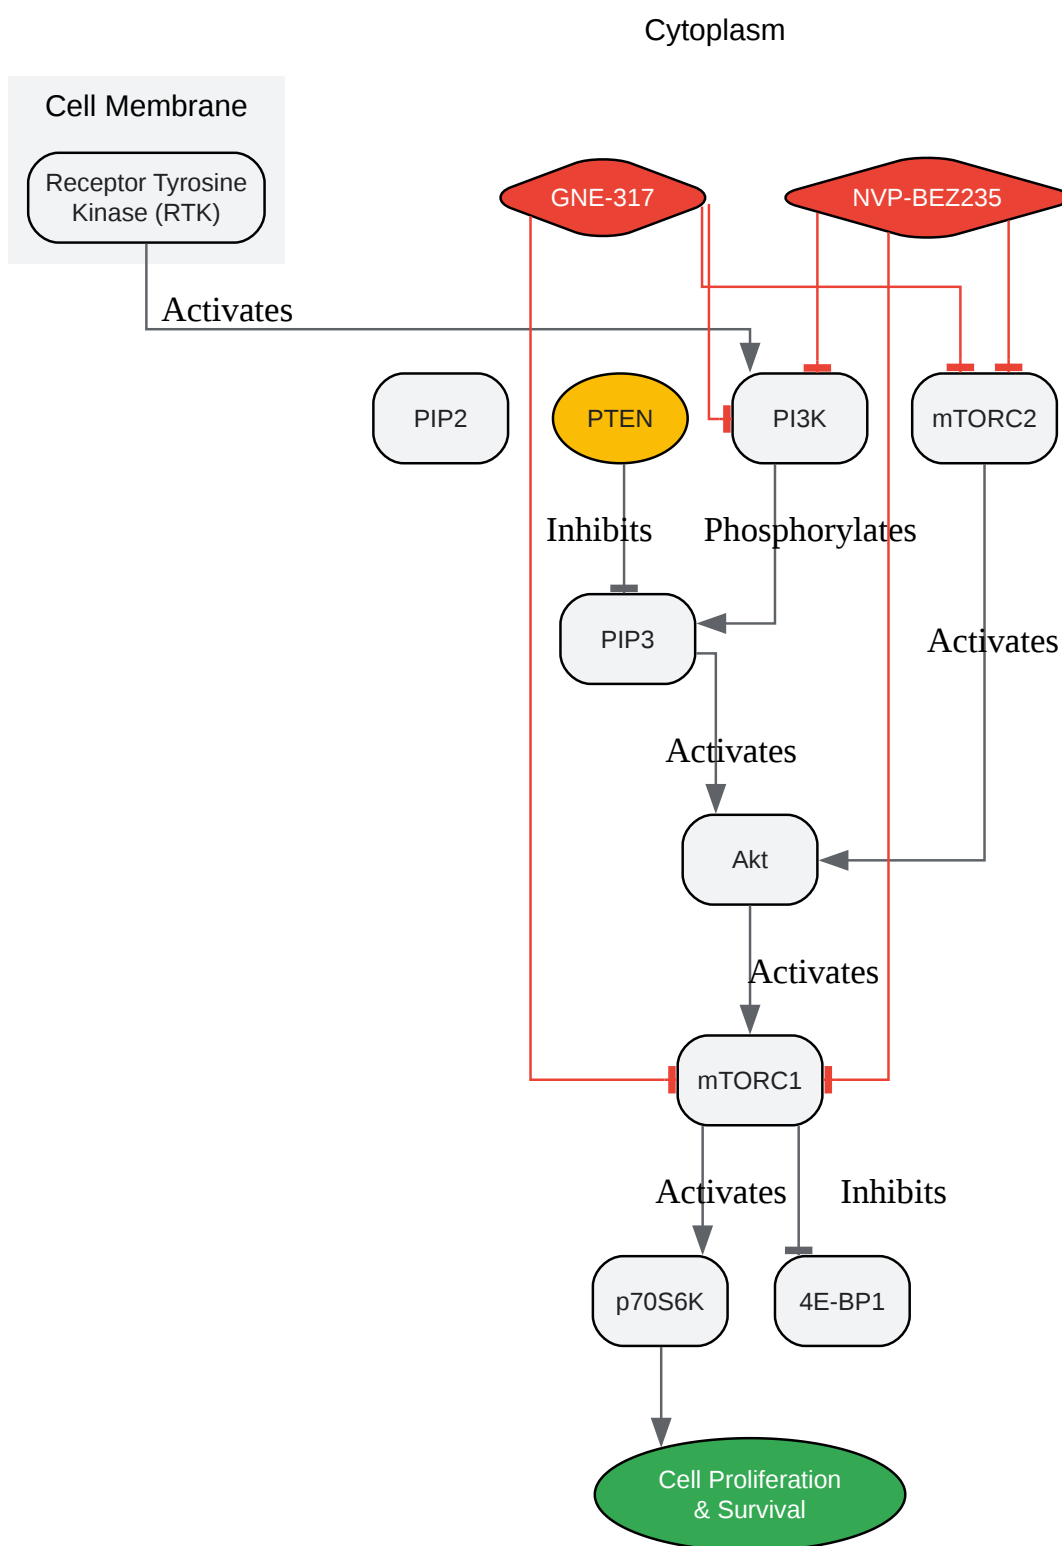 Cytoplasm
Cell Membrane
Receptor Tyrosine
Kinase (RTK)
GNE-317
NVP-BEZ235
Activates
PIP2
PTEN
PI3K
mTORC2
Inhibits
Phosphorylates
PIP3
Activates
Activates
Akt
Activates
mTORC1
Activates
Inhibits
p70S6K
4E-BP1
Cell Proliferation
& Survival